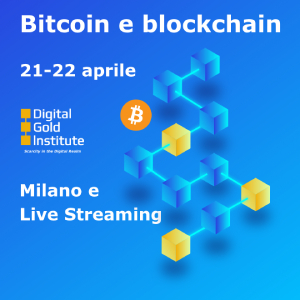 Bitcoin e blockchain
21-22 aprile
Digital
Gold
Institute
Scarcity in the Digital Realm
Milano e
Live Streaming